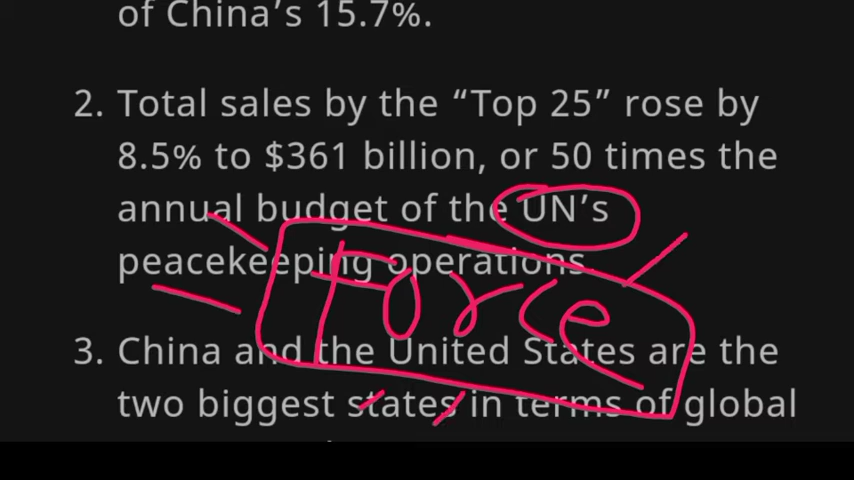 of China's 15.7%.
2. Total sales by the “Top 25” rose by
8.5% to $361 billion, or 50 times the
annual budget of the UN's
peacekeeping operations.
Force
3. China and the United States are the
two biggest states in terms of global